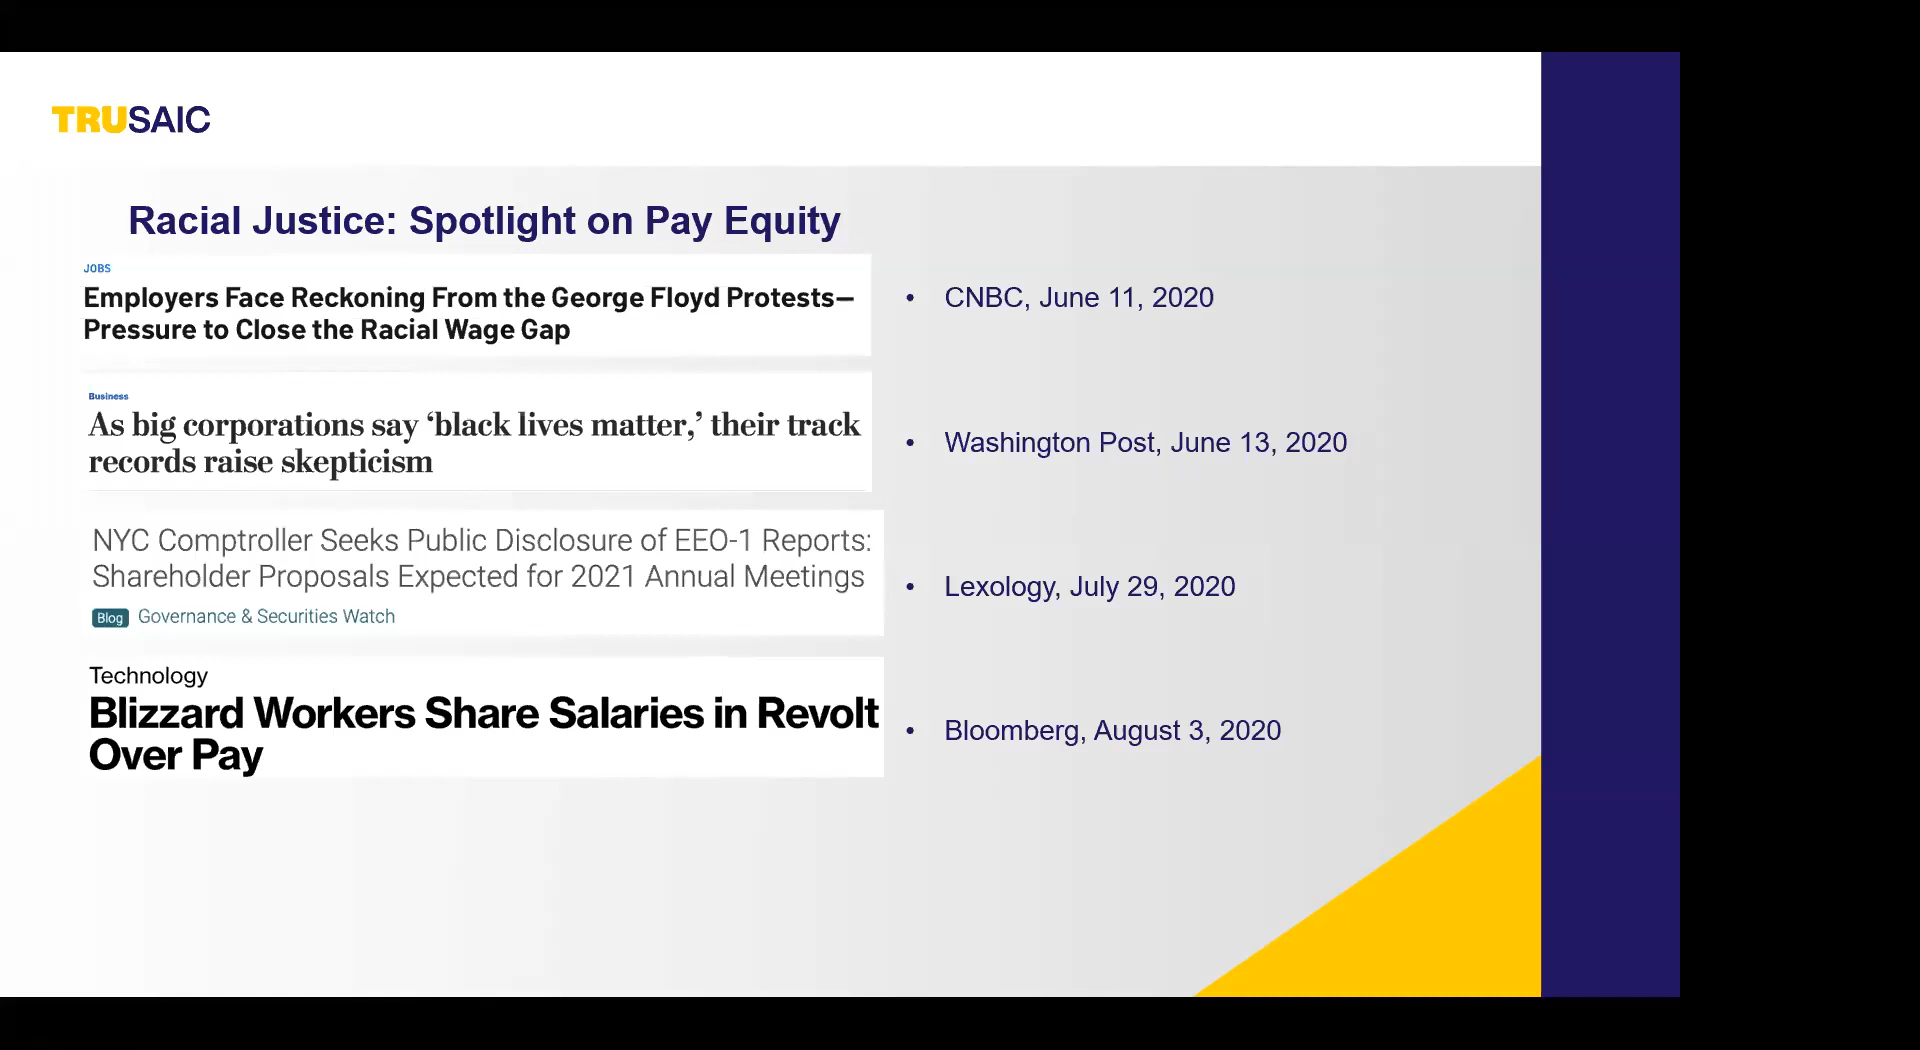 TRUSAIC
Racial Justice: Spotlight on Pay Equity
JOBS
Employers Face Reckoning From the George Floyd Protests—
Pressure to Close the Racial Wage Gap
• CNBC, June 11, 2020
Business
As big corporations say ‘black lives matter,’ their track
records raise skepticism
• Washington Post, June 13, 2020
NYC Comptroller Seeks Public Disclosure of EEO-1 Reports:
Shareholder Proposals Expected for 2021 Annual Meetings
Blog Governance & Securities Watch
• Lexology, July 29, 2020
Technology
Blizzard Workers Share Salaries in Revolt
Over Pay
• Bloomberg, August 3, 2020